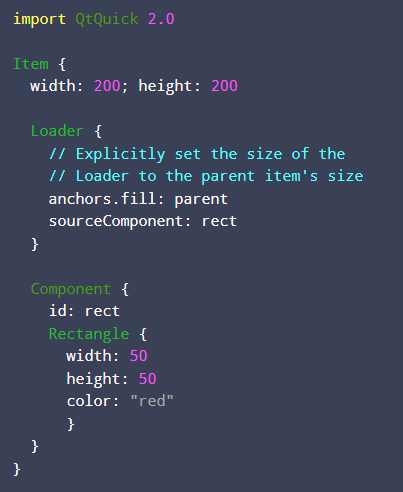 import QtQuick 2.0

Item {
  width: 200; height: 200

  Loader {
    // Explicitly set the size of the
    // Loader to the parent item's size
    anchors.fill: parent
    sourceComponent: rect
  }

  Component {
    id: rect
    Rectangle {
      width: 50
      height: 50
      color: "red"
      }
  }
}